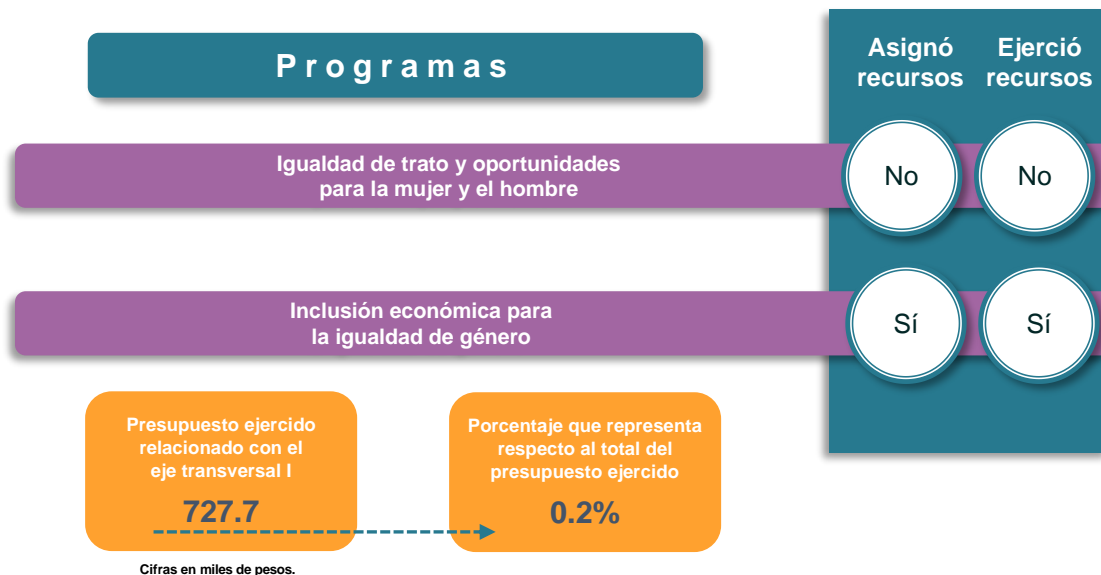 Programas
Asignó
recursos
Ejerció
recursos
Igualdad de trato y oportunidades
para la mujer y el hombre
No
No
Inclusión económica para
la igualdad de género
Sí
Sí
Presupuesto ejercido
relacionado con el
eje transversal I
727.7
Porcentaje que representa
respecto al total del
presupuesto ejercido
0.2%
Cifras en miles de pesos.